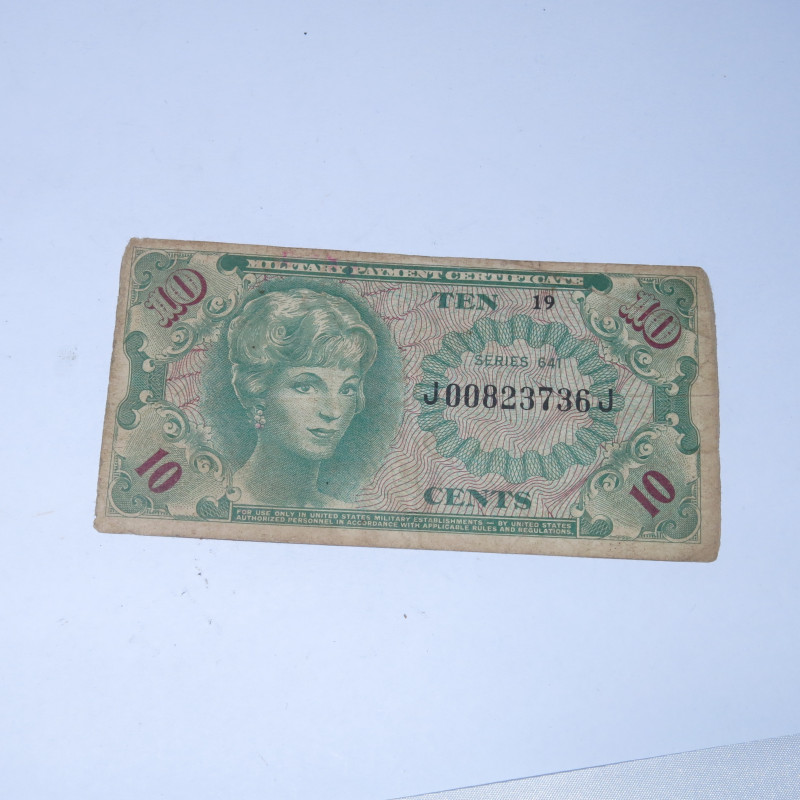 MILITARY PAYMENT CERTIFICATE
10 TEN 19 10
SERIES 641
J00823736J
10 CENTS 10
FOR USE ONLY IN UNITED STATES MILITARY ESTABLISHMENTS — BY UNITED STATES
AUTHORIZED PERSONNEL IN ACCORDANCE WITH APPLICABLE RULES AND REGULATIONS.